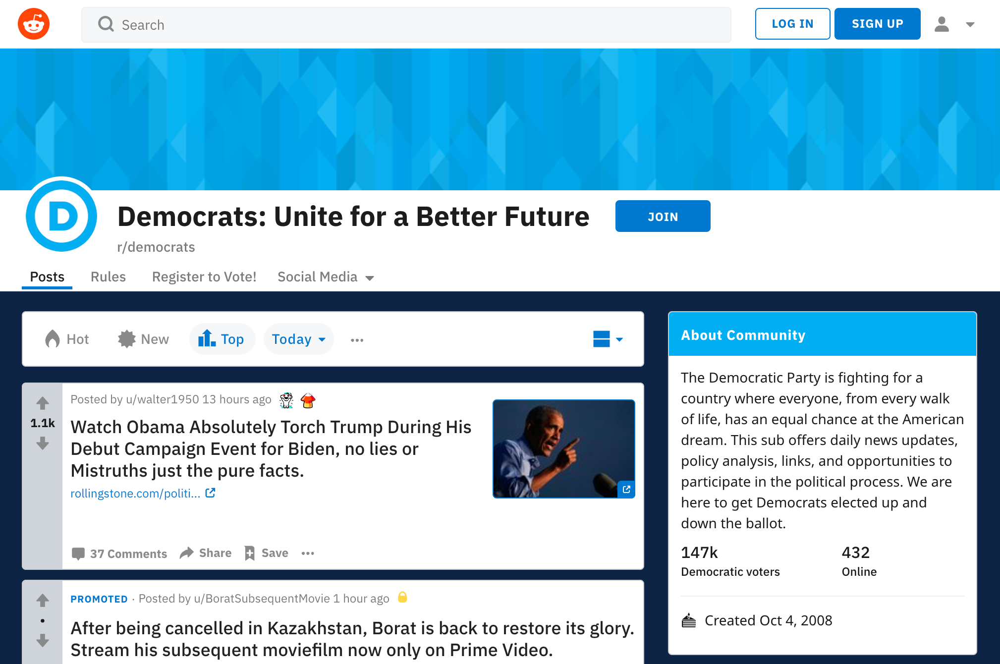 Search
LOG IN
SIGN UP
D
Democrats: Unite for a Better Future
JOIN
r/democrats
Posts
Rules
Register to Vote!
Social Media
Hot
New
Top
Today
1.1k
Posted by u/walter1950 13 hours ago
Watch Obama Absolutely Torch Trump During His
Debut Campaign Event for Biden, no lies or
Mistruths just the pure facts.
rollingstone.com/politi...
37 Comments
Share
Save
PROMOTED · Posted by u/BoratSubsequentMovie 1 hour ago
After being cancelled in Kazakhstan, Borat is back to restore its glory.
Stream his subsequent moviefilm now only on Prime Video.
About Community
The Democratic Party is fighting for a
country where everyone, from every walk
of life, has an equal chance at the American
dream. This sub offers daily news updates,
policy analysis, links, and opportunities to
participate in the political process. We are
here to get Democrats elected up and
down the ballot.
147k
Democratic voters
432
Online
Created Oct 4, 2008